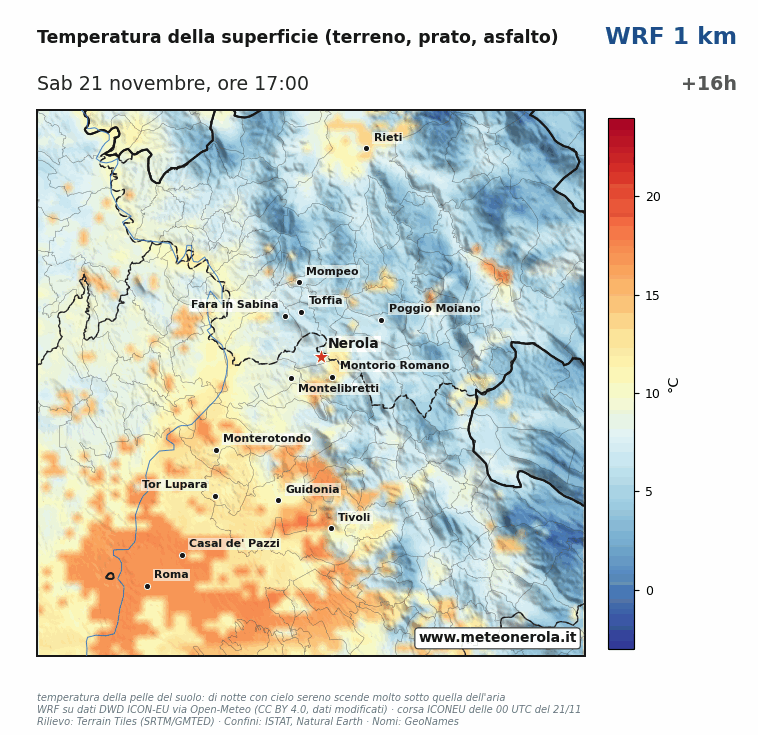 Temperatura della superficie (terreno, prato, asfalto)
WRF 1 km
Sab 21 novembre, ore 17:00
+16h
Rieti
Mompeo
Fara in Sabina
Toffia
Poggio Moiano
Nerola
Montorio Romano
Montelibretti
Monterotondo
Tor Lupara
Guidonia
Tivoli
Casal de' Pazzi
Roma
www.meteonerola.it
20
15
10
5
0
°C
temperatura della pelle del suolo: di notte con cielo sereno scende molto sotto quella dell'aria
WRF su dati DWD ICON-EU via Open-Meteo (CC BY 4.0, dati modificati) · corsa ICONEU delle 00 UTC del 21/11
Rilievo: Terrain Tiles (SRTM/GMTED) · Confini: ISTAT, Natural Earth · Nomi: GeoNames